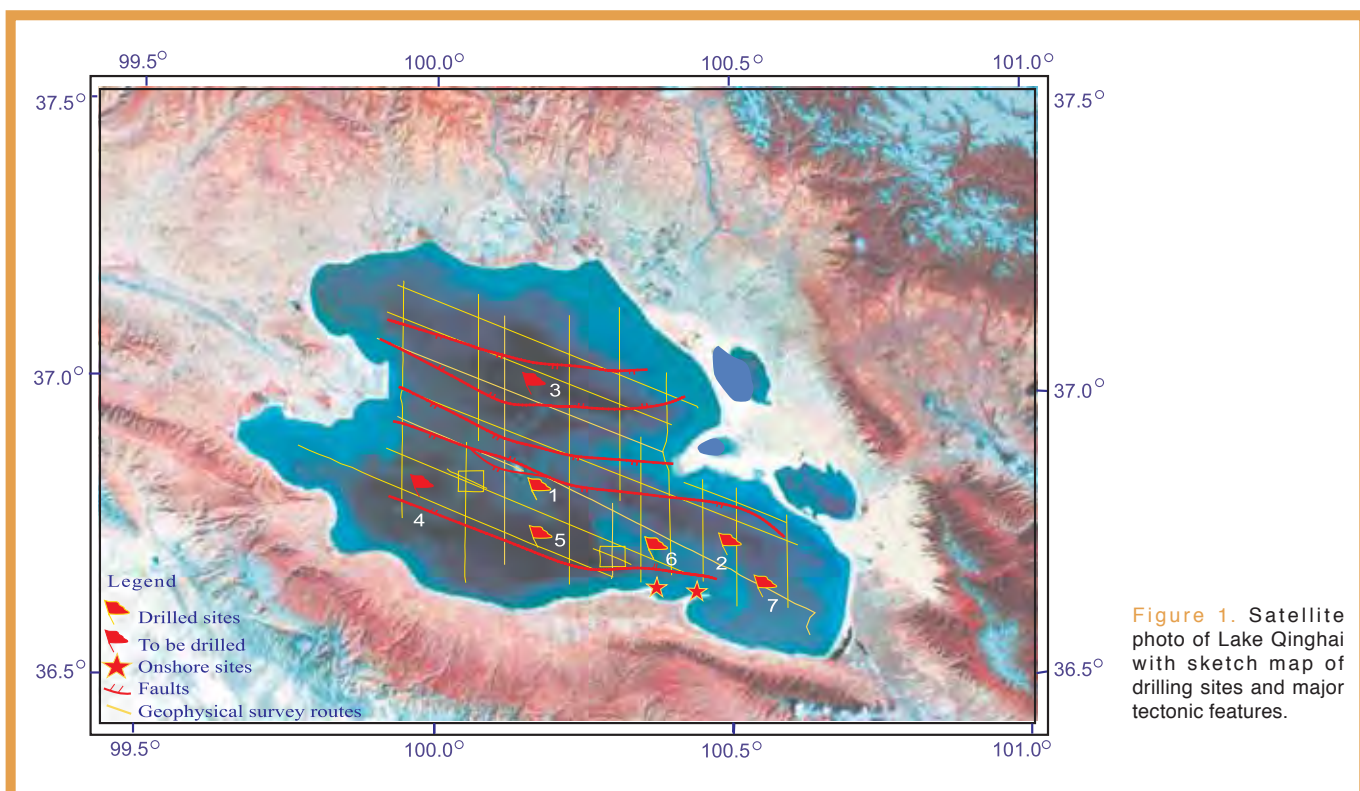 99.5° 100.0° 100.5° 101.0°
37.5° 37.5°
37.0° 37.0°
3
1
4
5
6
2
7
Legend
Drilled sites
To be drilled
Onshore sites
Faults
Geophysical survey routes
36.5° 36.5°
99.5° 100.0° 100.5° 101.0°
Figure 1. Satellite
photo of Lake Qinghai
with sketch map of
drilling sites and major
tectonic features.